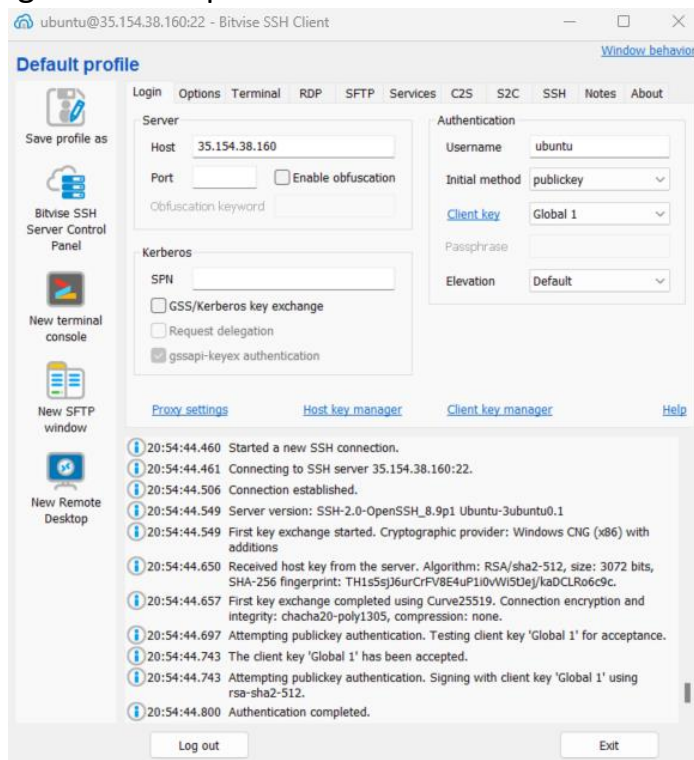 ubuntu@35.154.38.160:22 - Bitvise SSH Client
Window behavior
Default profile
Save profile as
Bitvise SSH
Server Control
Panel
New terminal
console
New SFTP
window
New Remote
Desktop
Login Options Terminal RDP SFTP Services C2S S2C SSH Notes About
Server
Host 35.154.38.160
Port Enable obfuscation
Obfuscation keyword
Kerberos
SPN
GSS/Kerberos key exchange
Request delegation
gssapi-keyex authentication
Authentication
Username ubuntu
Initial method publickey
Client key Global 1
Passphrase
Elevation Default
Proxy settings Host key manager Client key manager Help
20:54:44.460 Started a new SSH connection.
20:54:44.461 Connecting to SSH server 35.154.38.160:22.
20:54:44.506 Connection established.
20:54:44.549 Server version: SSH-2.0-OpenSSH_8.9p1 Ubuntu-3ubuntu0.1
20:54:44.549 First key exchange started. Cryptographic provider: Windows CNG (x86) with
additions
20:54:44.650 Received host key from the server. Algorithm: RSA/sha2-512, size: 3072 bits,
SHA-256 fingerprint:
20:54:44.657 First key exchange completed using Curve25519. Connection encryption and
integrity: chacha20-poly1305, compression: none.
20:54:44.697 Attempting publickey authentication. Testing client key 'Global 1' for acceptance.
20:54:44.743 The client key 'Global 1' has been accepted.
20:54:44.743 Attempting publickey authentication. Signing with client key 'Global 1' using
rsa-sha2-512.
20:54:44.800 Authentication completed.
Log out
Exit